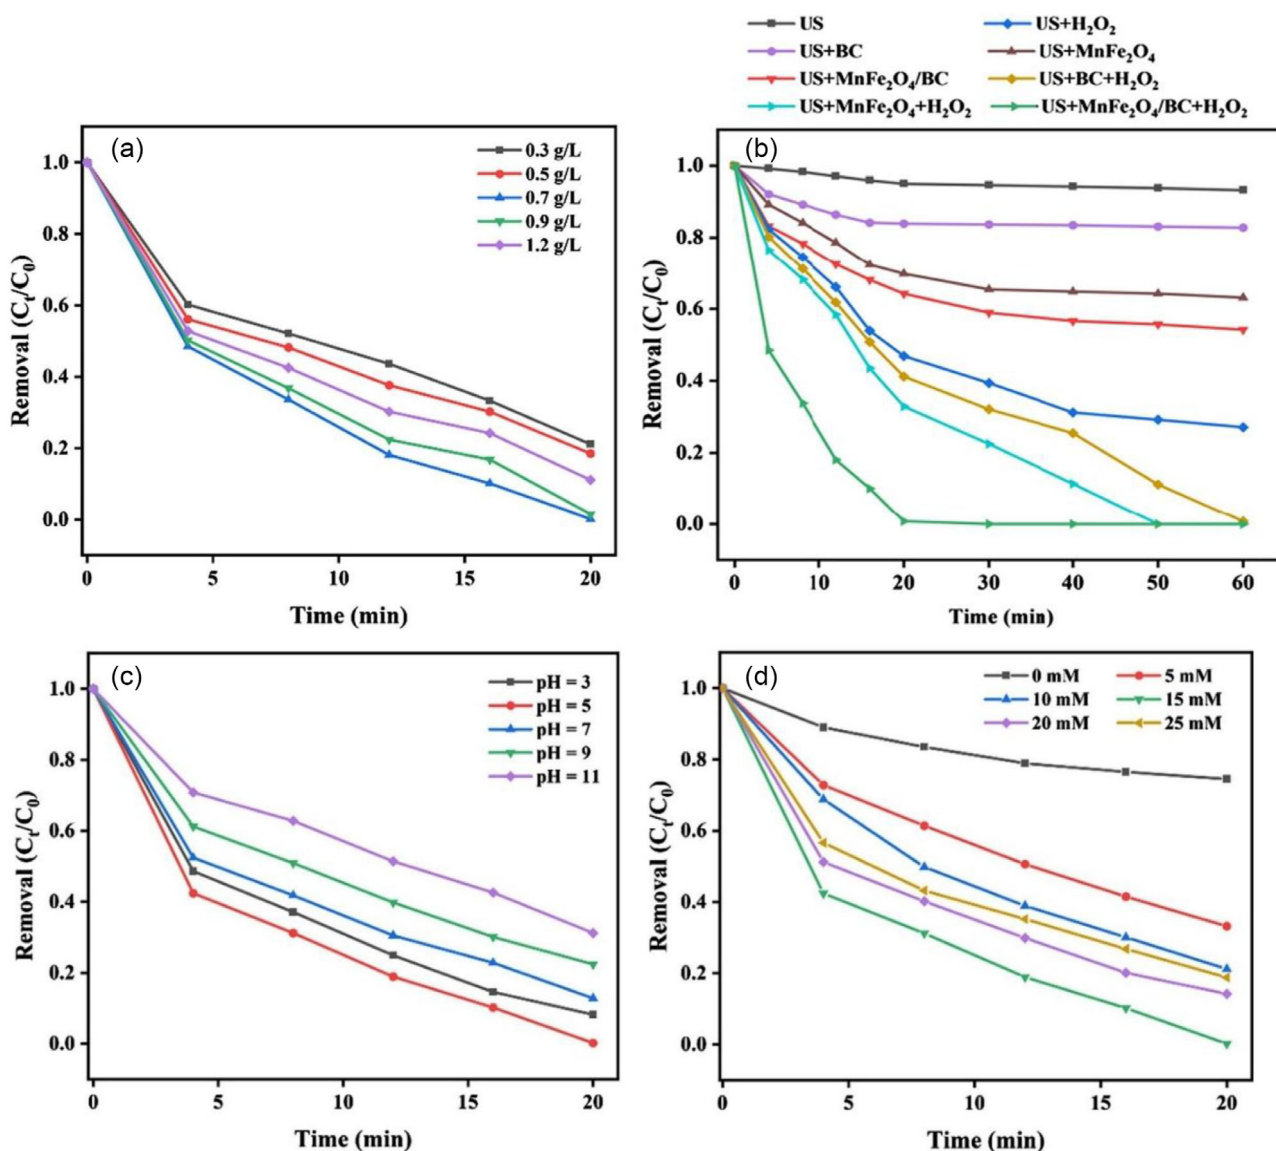 US
US+H₂O₂
US+BC
US+MnFe₂O₄
US+MnFe₂O₄/BC
US+BC+H₂O₂
US+MnFe₂O₄+H₂O₂
US+MnFe₂O₄/BC+H₂O₂
(a)
0.3 g/L
0.5 g/L
0.7 g/L
0.9 g/L
1.2 g/L
1.0
0.8
0.6
0.4
0.2
0.0
Removal (Cₜ/C₀)
0 5 10 15 20
Time (min)
(b)
1.0
0.8
0.6
0.4
0.2
0.0
Removal (Cₜ/C₀)
0 10 20 30 40 50 60
Time (min)
(c)
pH = 3
pH = 5
pH = 7
pH = 9
pH = 11
1.0
0.8
0.6
0.4
0.2
0.0
Removal (Cₜ/C₀)
0 5 10 15 20
Time (min)
(d)
0 mM 5 mM
10 mM 15 mM
20 mM 25 mM
1.0
0.8
0.6
0.4
0.2
0.0
Removal (Cₜ/C₀)
0 5 10 15 20
Time (min)